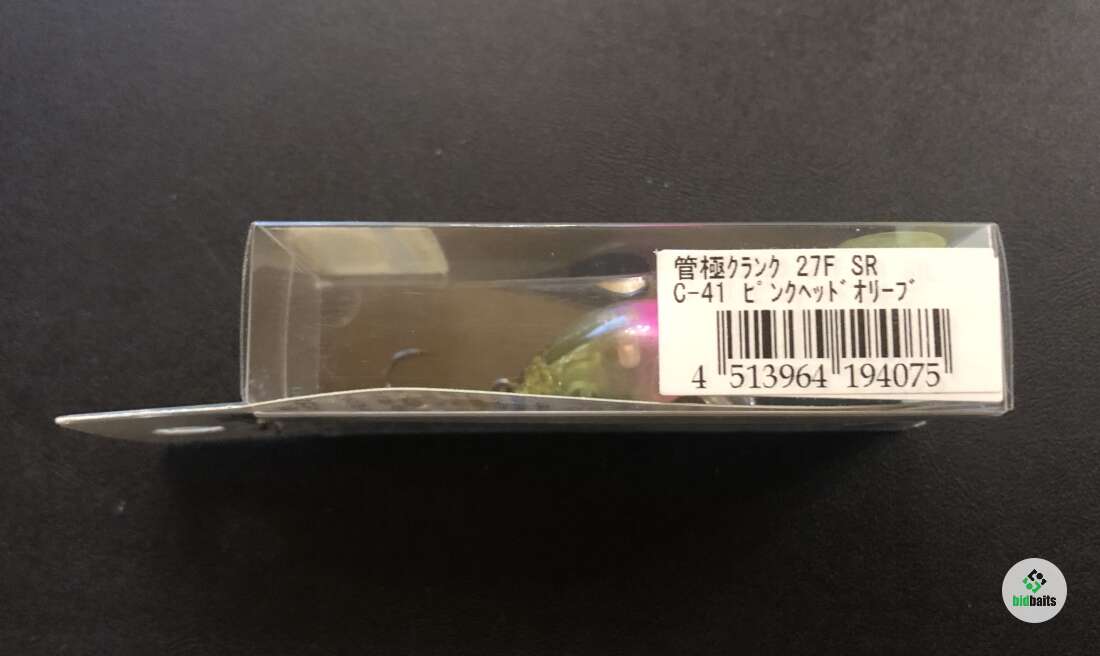 管極ｸﾗﾝｸ 27F SR
C-41 ﾋﾟﾝｸﾍｯﾄﾞｵﾘｰﾌﾞ
4 513964 194075
bidbaits